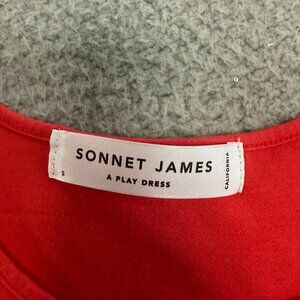 SONNET JAMES
A PLAY DRESS
S
CALIFORNIA